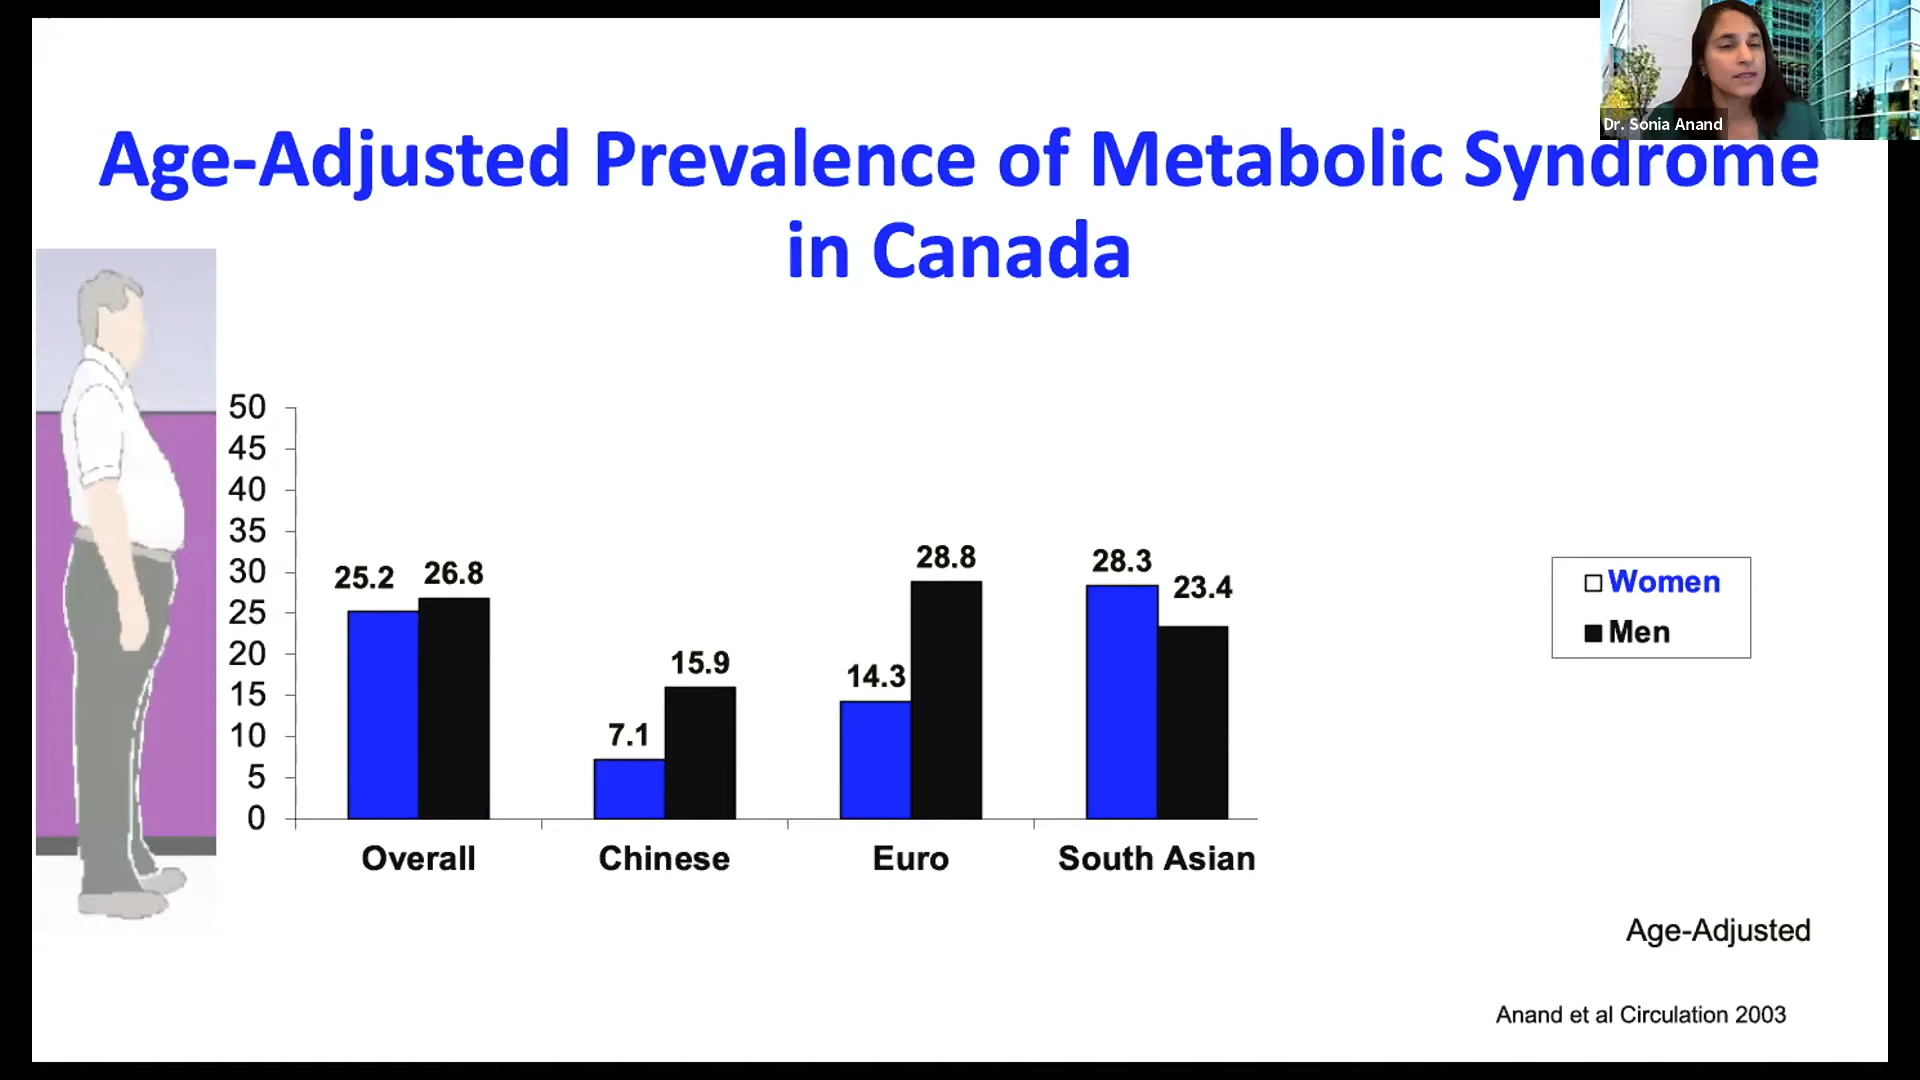 Dr. Sonia Anand
Age-Adjusted Prevalence of Metabolic Syndrome
in Canada
50
45
40
35
30
25
20
15
10
5
0
25.2
26.8
7.1
15.9
14.3
28.8
28.3
23.4
Overall
Chinese
Euro
South Asian
Women
Men
Age-Adjusted
Anand et al Circulation 2003